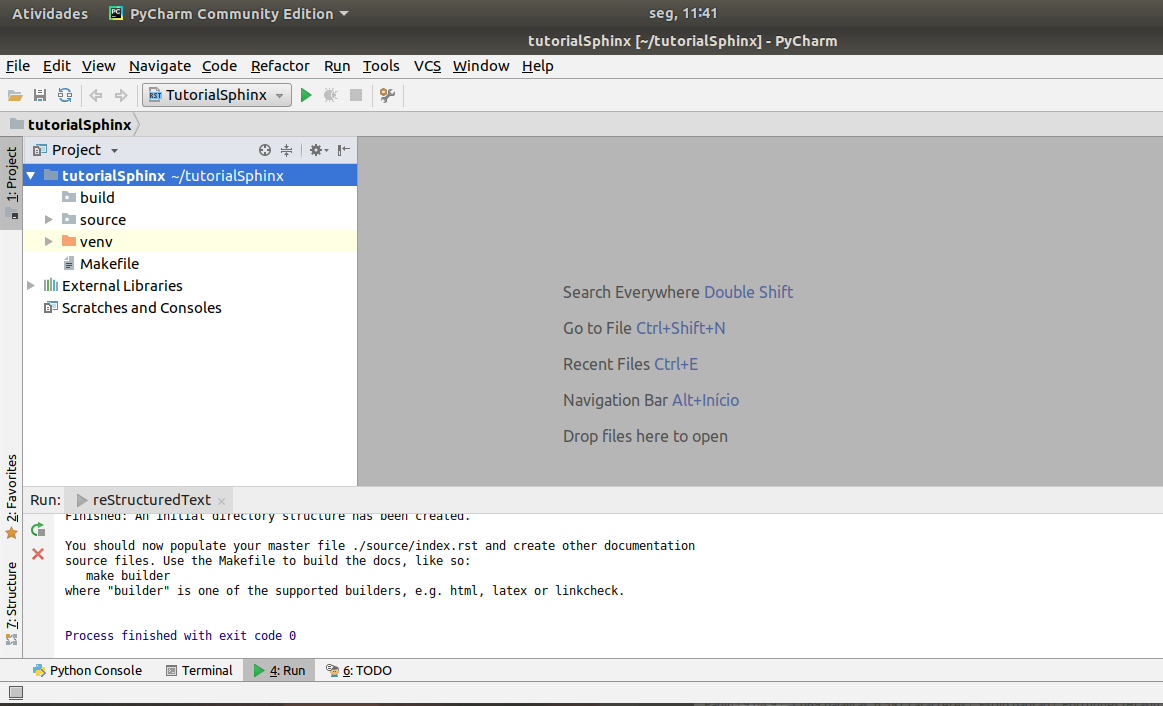 Atividades PyCharm Community Edition seg, 11:41
tutorialSphinx [~/tutorialSphinx] - PyCharm
File Edit View Navigate Code Refactor Run Tools VCS Window Help
RST TutorialSphinx
tutorialSphinx
1: Project
Project
tutorialSphinx ~/tutorialSphinx
build
source
venv
Makefile
External Libraries
Scratches and Consoles
Search Everywhere Double Shift
Go to File Ctrl+Shift+N
Recent Files Ctrl+E
Navigation Bar Alt+Início
Drop files here to open
2: Favorites
7: Structure
Run: reStructuredText
Finished: An initial directory structure has been created.
You should now populate your master file ./source/index.rst and create other documentation
source files. Use the Makefile to build the docs, like so:
make builder
where "builder" is one of the supported builders, e.g. html, latex or linkcheck.
Process finished with exit code 0
Python Console Terminal 4: Run 6: TODO